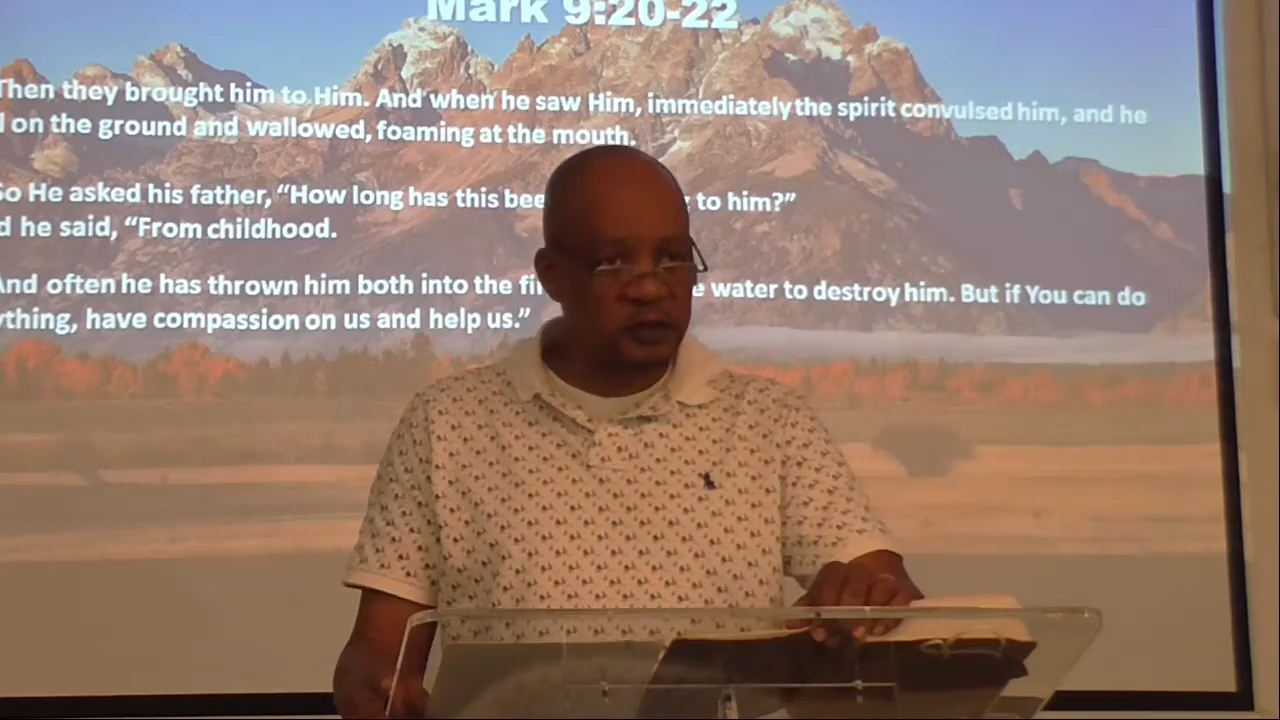 Mark 9:20-22
Then they brought him to Him. And when he saw Him, immediately the spirit convulsed him, and he
on the ground and wallowed, foaming at the mouth.
So He asked his father, “How long has this to him?”
he said, “From childhood.
And often he has thrown him both into the water to destroy him. But if You can do
have compassion on us and help us.”